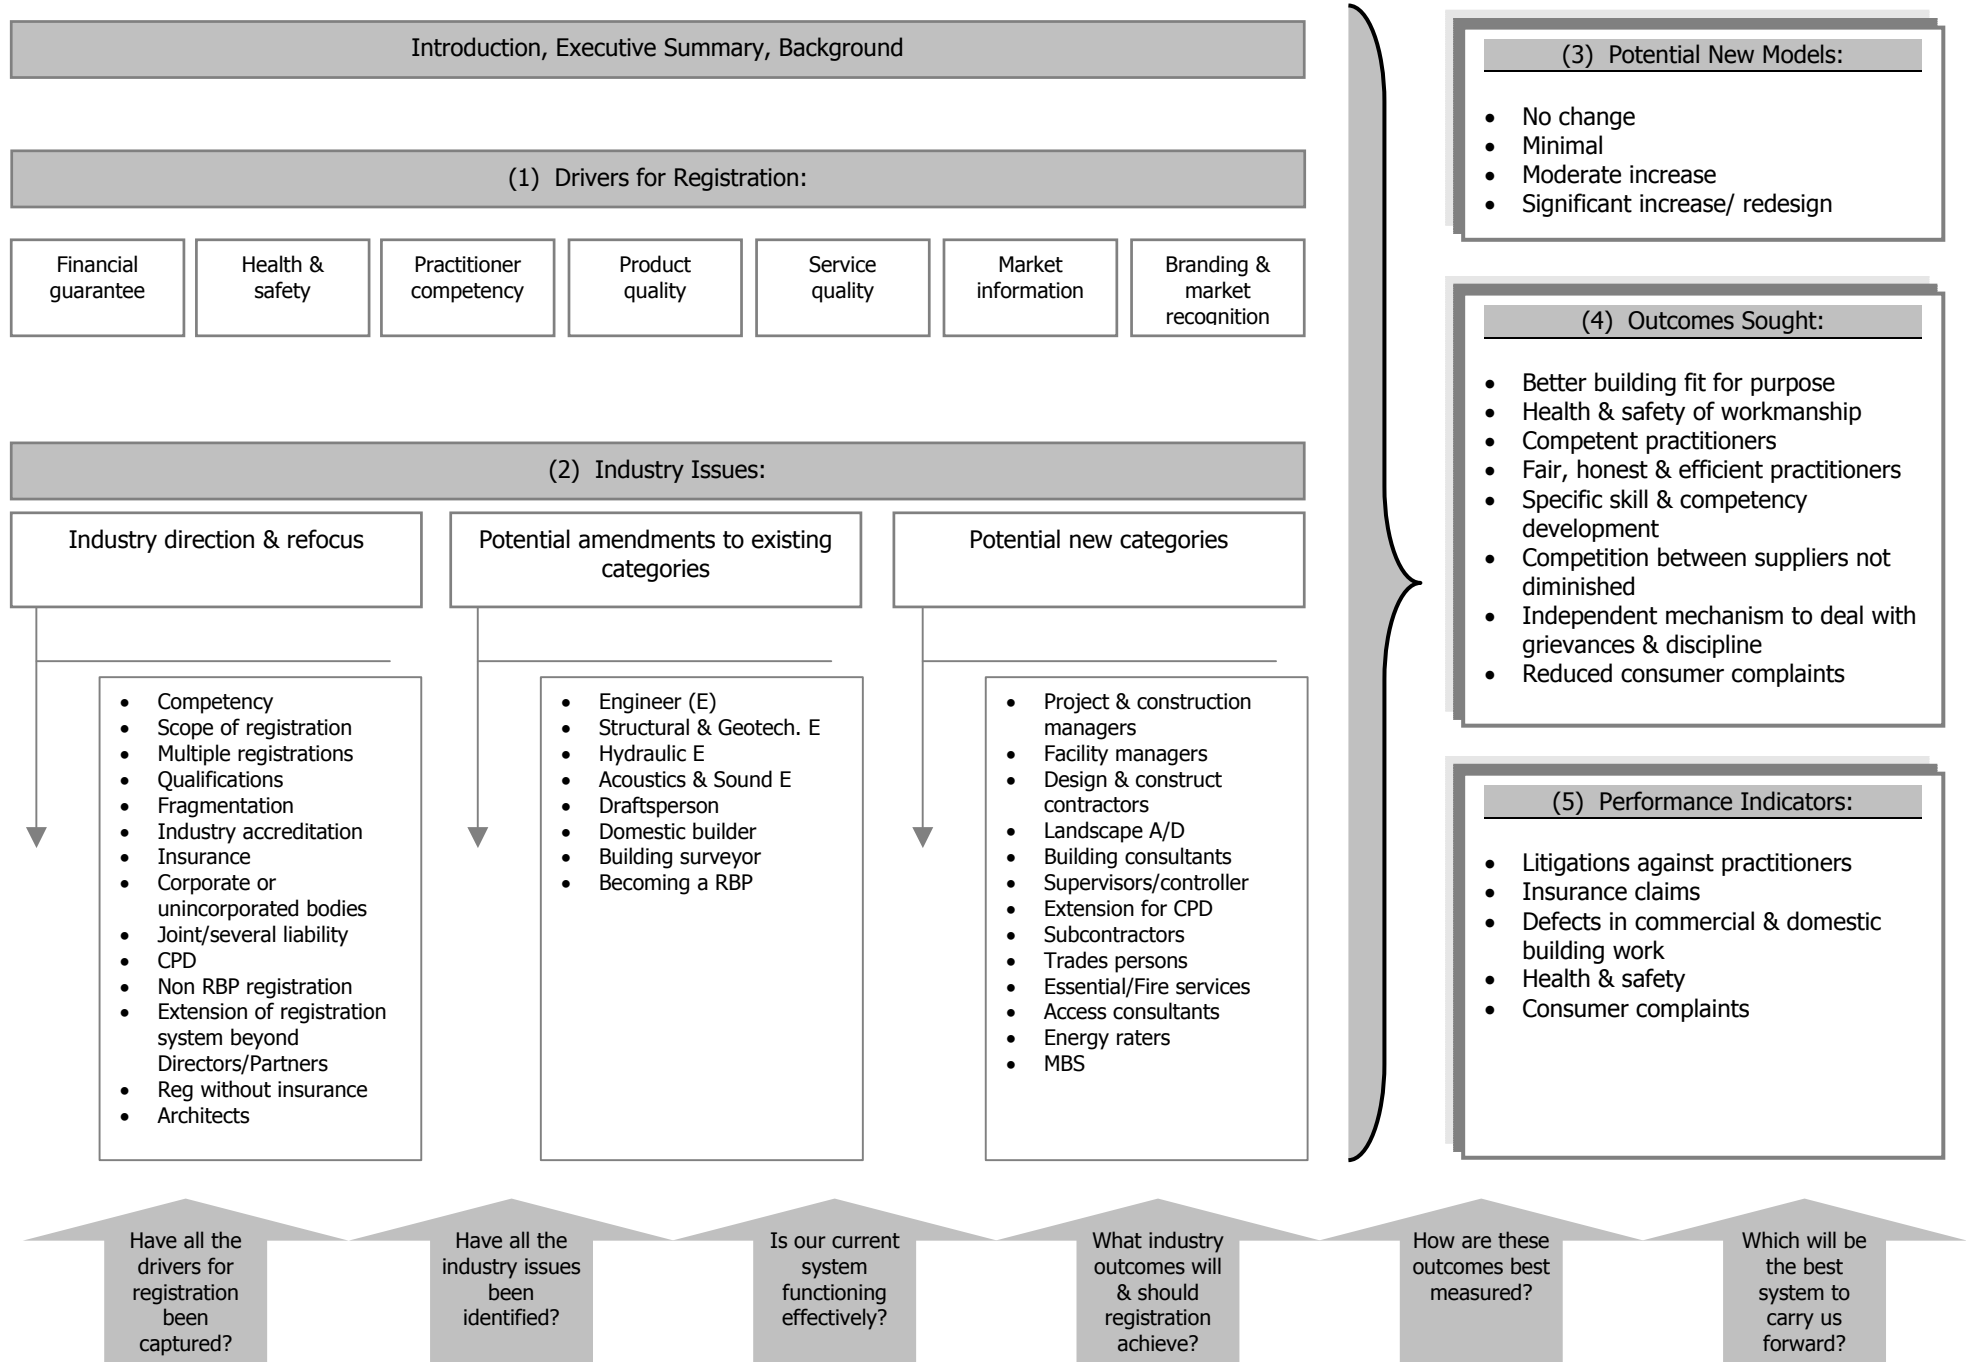 Introduction, Executive Summary, Background
(1) Drivers for Registration:
Financial
guarantee
Health &
safety
Practitioner
competency
Product
quality
Service
quality
Market
information
Branding &
market
recognition
(2) Industry Issues:
Industry direction & refocus
• Competency
• Scope of registration
• Multiple registrations
• Qualifications
• Fragmentation
• Industry accreditation
• Insurance
• Corporate or
unincorporated bodies
• Joint/several liability
• CPD
• Non RBP registration
• Extension of registration
system beyond
Directors/Partners
• Reg without insurance
• Architects
Potential amendments to existing
categories
• Engineer (E)
• Structural & Geotech. E
• Hydraulic E
• Acoustics & Sound E
• Draftsperson
• Domestic builder
• Building surveyor
• Becoming a RBP
Potential new categories
• Project & construction
managers
• Facility managers
• Design & construct
contractors
• Landscape A/D
• Building consultants
• Supervisors/controller
• Extension for CPD
• Subcontractors
• Trades persons
• Essential/Fire services
• Access consultants
• Energy raters
• MBS
(3) Potential New Models:
• No change
• Minimal
• Moderate increase
• Significant increase/ redesign
(4) Outcomes Sought:
• Better building fit for purpose
• Health & safety of workmanship
• Competent practitioners
• Fair, honest & efficient practitioners
• Specific skill & competency
development
• Competition between suppliers not
diminished
• Independent mechanism to deal with
grievances & discipline
• Reduced consumer complaints
(5) Performance Indicators:
• Litigations against practitioners
• Insurance claims
• Defects in commercial & domestic
building work
• Health & safety
• Consumer complaints
Have all the
drivers for
registration
been
captured?
Have all the
industry issues
been
identified?
Is our current
system
functioning
effectively?
What industry
outcomes will
& should
registration
achieve?
How are these
outcomes best
measured?
Which will be
the best
system to
carry us
forward?